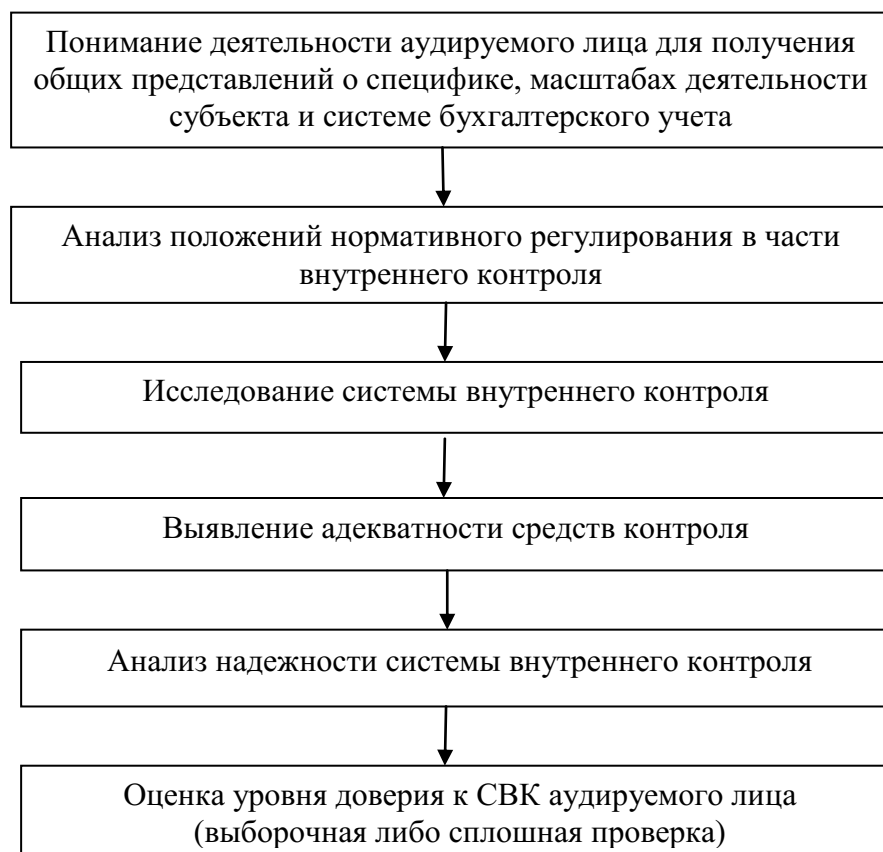 Понимание деятельности аудируемого лица для получения
общих представлений о специфике, масштабах деятельности
субъекта и системе бухгалтерского учета
Анализ положений нормативного регулирования в части
внутреннего контроля
Исследование системы внутреннего контроля
Выявление адекватности средств контроля
Анализ надежности системы внутреннего контроля
Оценка уровня доверия к СВК аудируемого лица
(выборочная либо сплошная проверка)